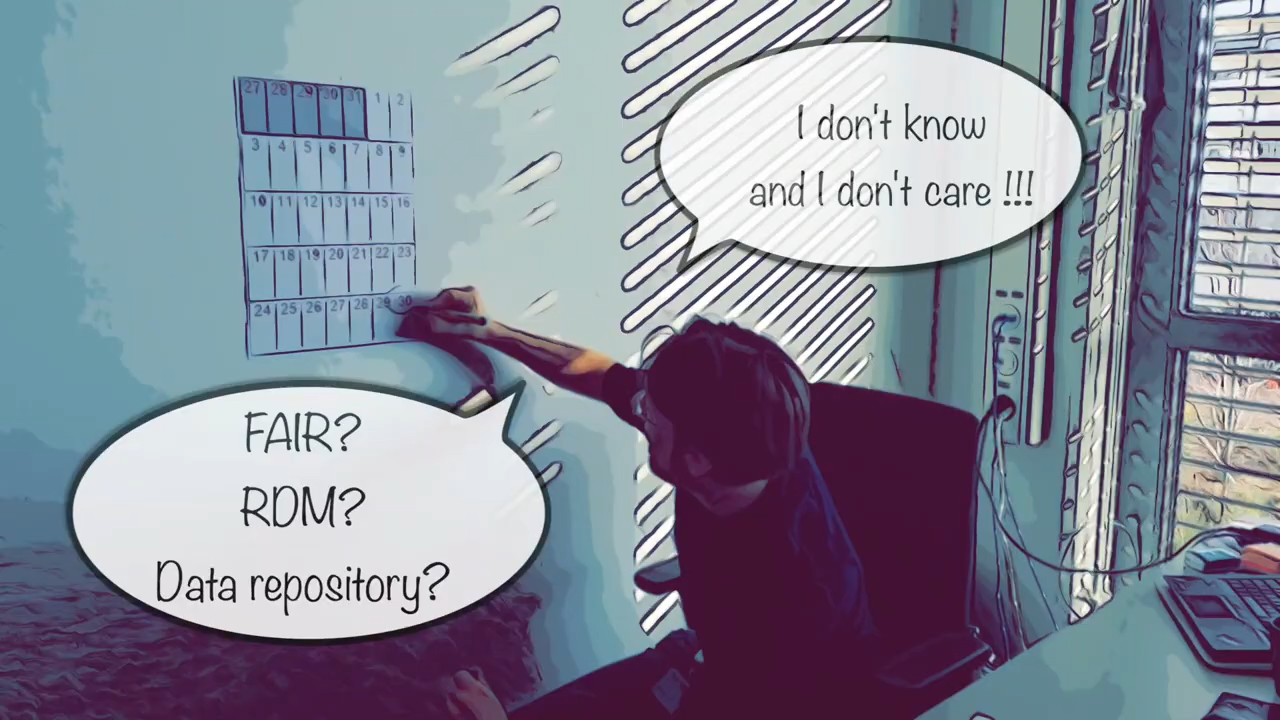 27 28 29 30 31 1 2
3 4 5 6 7 8 9
10 11 12 13 14 15 16
17 18 19 20 21 22 23
24 25 26 27 28 29 30
I don't know
and I don't care !!!
FAIR?
RDM?
Data repository?